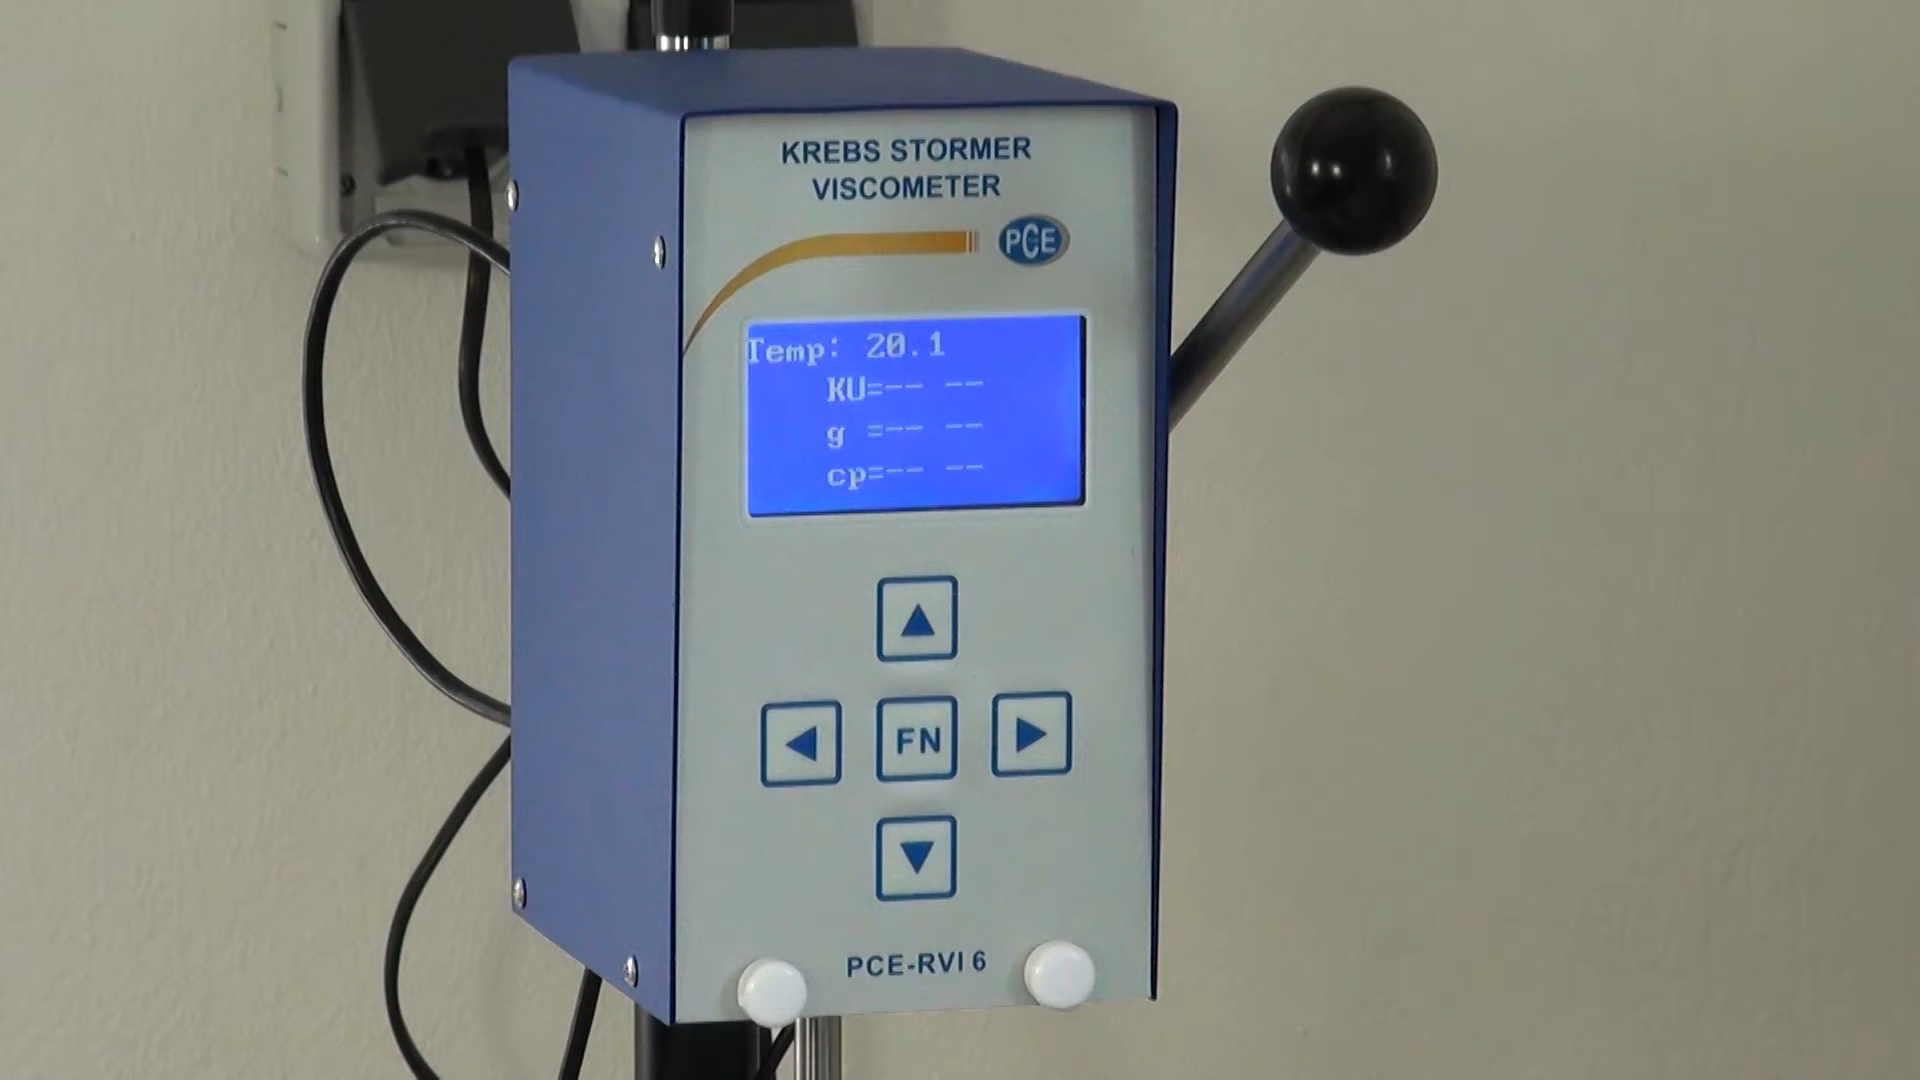 KREBS STORMER
VISCOMETER
PCE
Temp: 20.1
KU=-- --
g =-- --
cp=-- --
FN
PCE-RVI 6